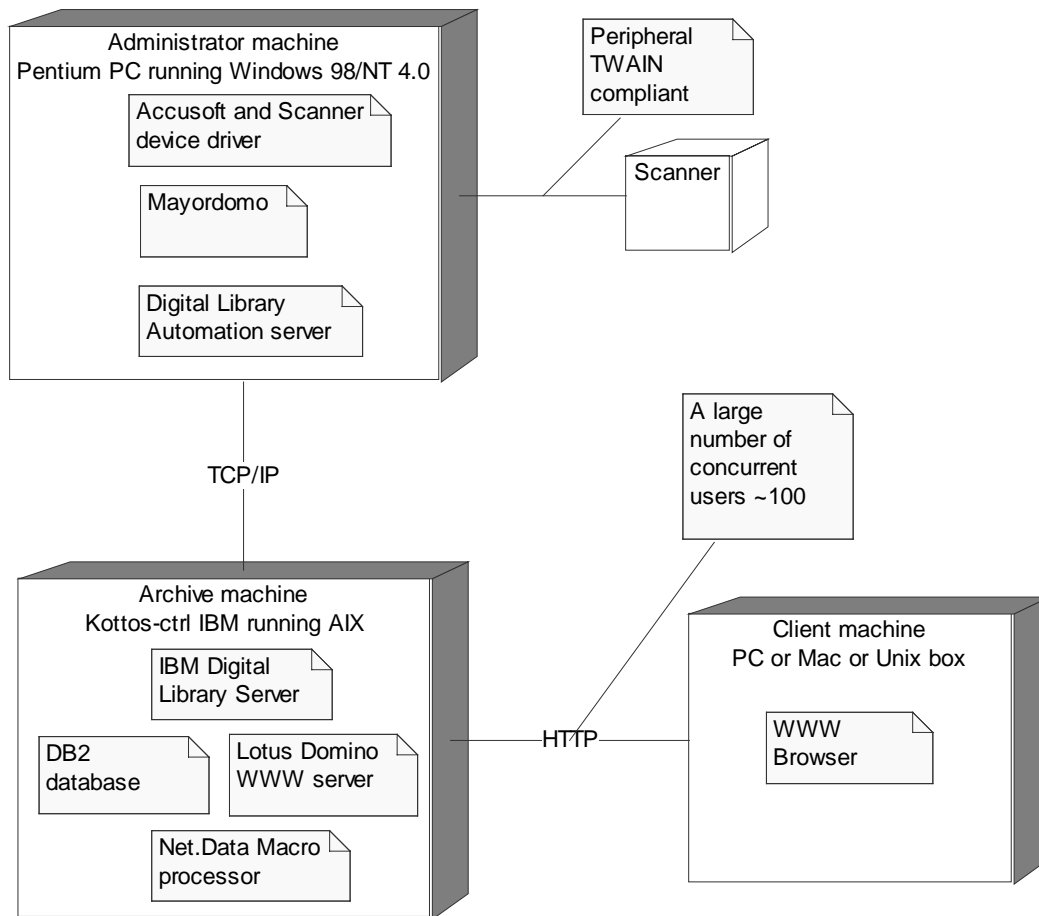 Administrator machine
Pentium PC running Windows 98/NT 4.0
Accusoft and Scanner
device driver
Mayordomo
Digital Library
Automation server
Peripheral
TWAIN
compliant
Scanner
TCP/IP
A large
number of
concurrent
users ~100
Archive machine
Kottos-ctrl IBM running AIX
IBM Digital
Library Server
DB2
database
Lotus Domino
WWW server
Net.Data Macro
processor
HTTP
Client machine
PC or Mac or Unix box
WWW
Browser